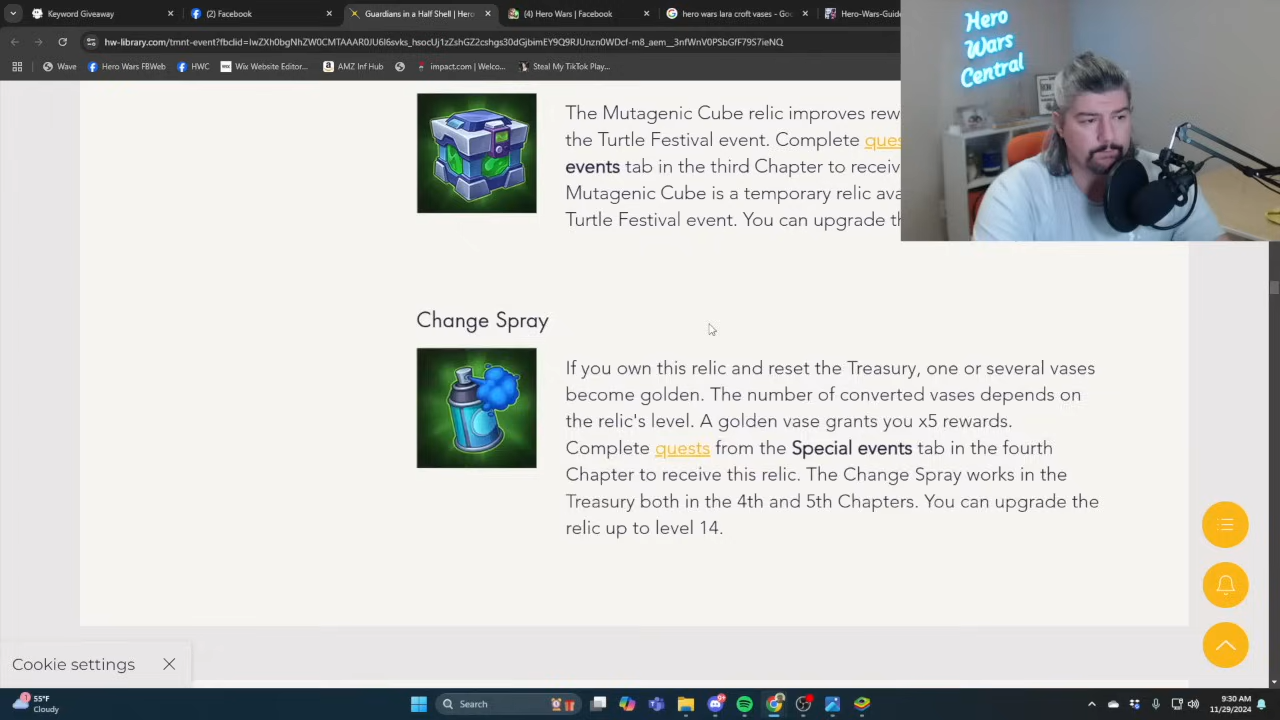 Keyword Giveaway
(2) Facebook
Guardians in a Half Shell | Hero
(4) Hero Wars | Facebook
hero wars lara croft vases - Goo
Hero-Wars-Guide
hw-library.com/tmnt-event?fbclid=
Wave
Hero Wars FBWeb
HWC
Wix Website Editor...
AMZ Inf Hub
impact.com | Welco...
Steal My TikTok Play...
Hero
Wars
Central
The Mutagenic Cube relic improves rew
the Turtle Festival event. Complete ques
events tab in the third Chapter to receiv
Mutagenic Cube is a temporary relic ava
Turtle Festival event. You can upgrade th
Change Spray
If you own this relic and reset the Treasury, one or several vases
become golden. The number of converted vases depends on
the relic's level. A golden vase grants you x5 rewards.
Complete quests from the Special events tab in the fourth
Chapter to receive this relic. The Change Spray works in the
Treasury both in the 4th and 5th Chapters. You can upgrade the
relic up to level 14.
Cookie settings
55°F
Cloudy
Search
9:30 AM
11/29/2024